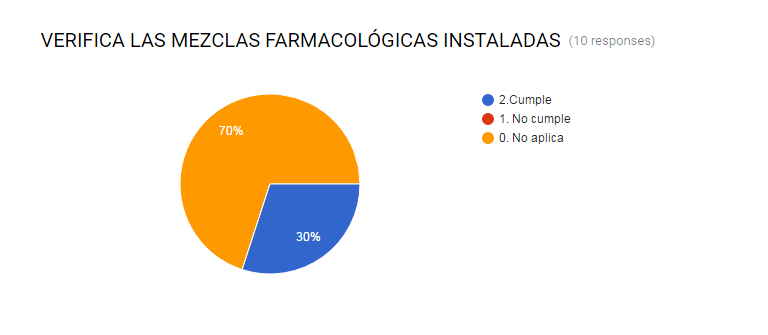 VERIFICA LAS MEZCLAS FARMACOLÓGICAS INSTALADAS (10 responses)
2.Cumple
1. No cumple
0. No aplica
70%
30%